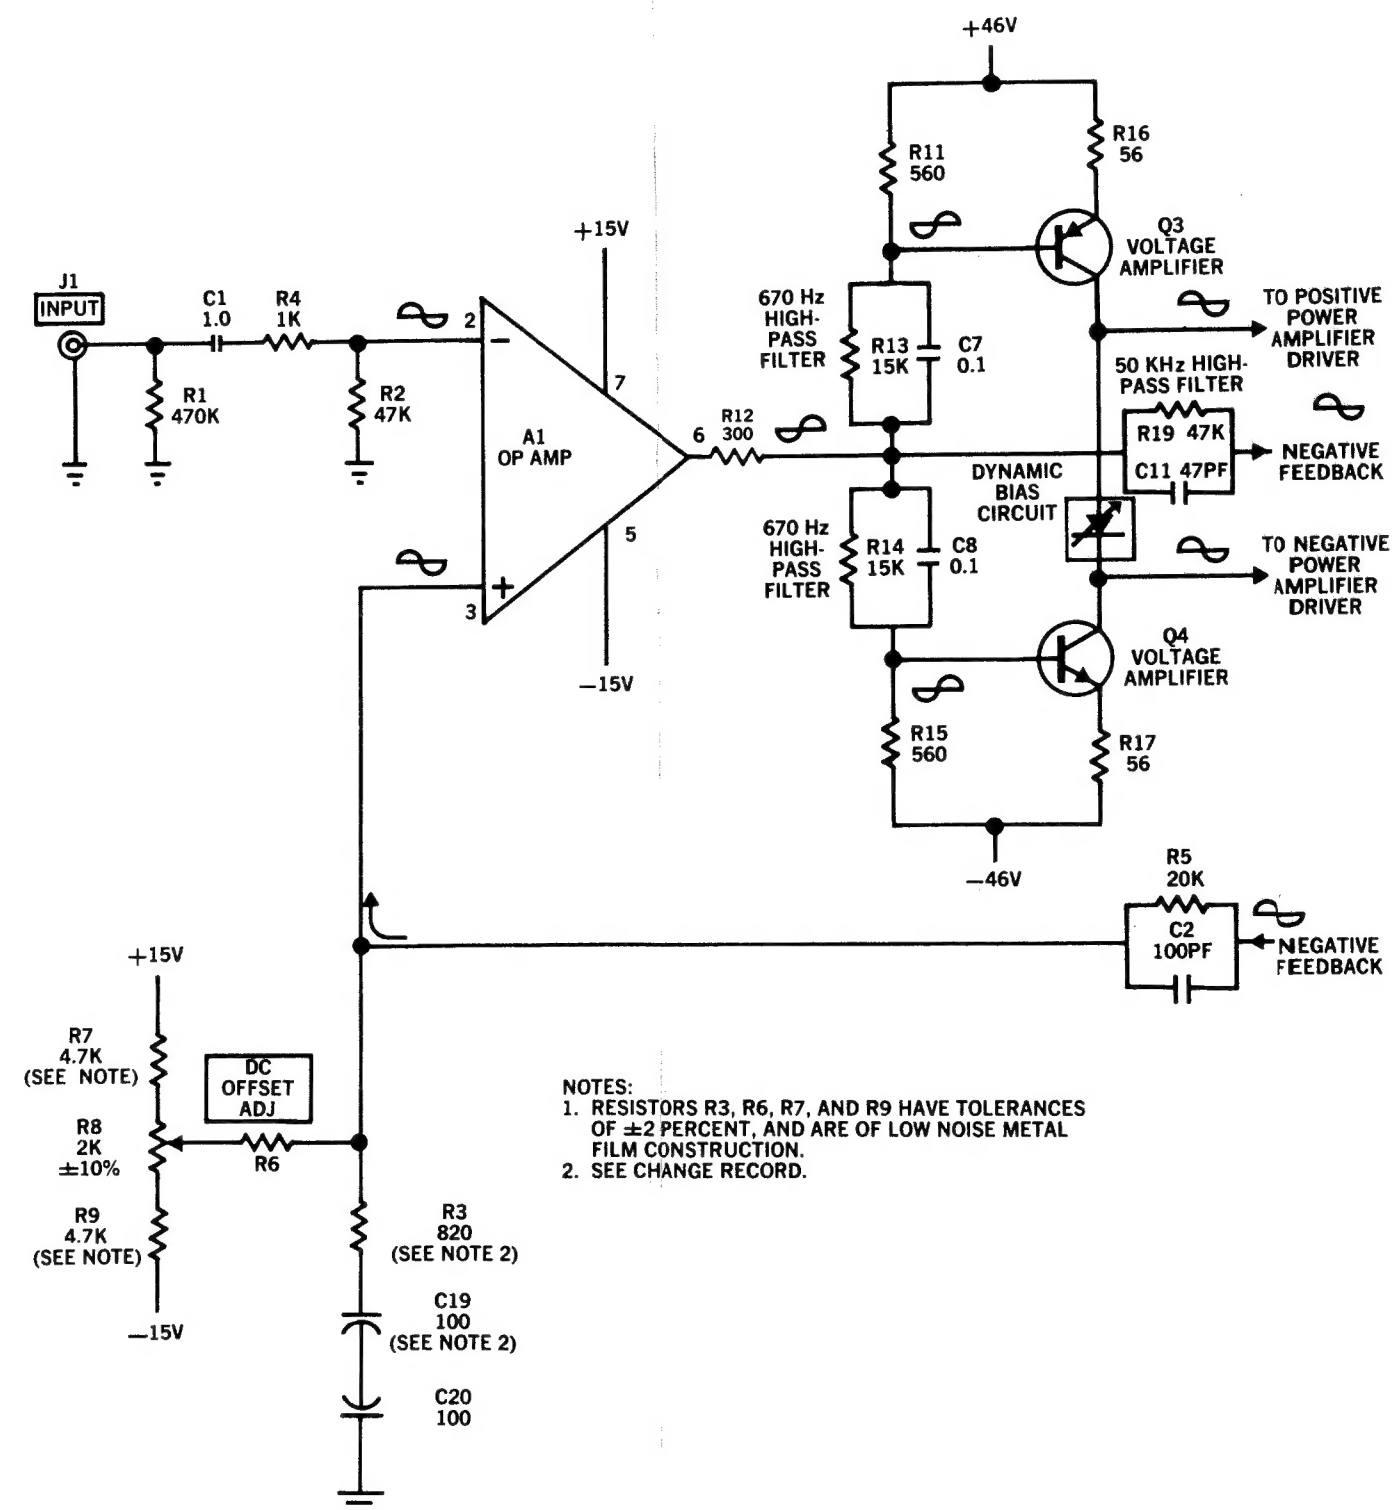 +46V
R11
560
R16
56
Q3
VOLTAGE
AMPLIFIER
+15V
J1
INPUT
C1
1.0
R4
1K
R1
470K
R2
47K
2
−
7
A1
OP AMP
6
5
3
+
−15V
R12
300
670 Hz
HIGH-
PASS
FILTER
R13
15K
C7
0.1
TO POSITIVE
POWER
AMPLIFIER
DRIVER
50 KHz HIGH-
PASS FILTER
R19 47K
C11 47PF
NEGATIVE
FEEDBACK
DYNAMIC
BIAS
CIRCUIT
670 Hz
HIGH-
PASS
FILTER
R14
15K
C8
0.1
TO NEGATIVE
POWER
AMPLIFIER
DRIVER
Q4
VOLTAGE
AMPLIFIER
R15
560
R17
56
−46V
R5
20K
C2
100PF
NEGATIVE
FEEDBACK
+15V
R7
4.7K
(SEE NOTE)
DC
OFFSET
ADJ
R8
2K
±10%
R6
R9
4.7K
(SEE NOTE)
−15V
R3
820
(SEE NOTE 2)
C19
100
(SEE NOTE 2)
C20
100
NOTES:
1. RESISTORS R3, R6, R7, AND R9 HAVE TOLERANCES
OF ±2 PERCENT, AND ARE OF LOW NOISE METAL
FILM CONSTRUCTION.
2. SEE CHANGE RECORD.